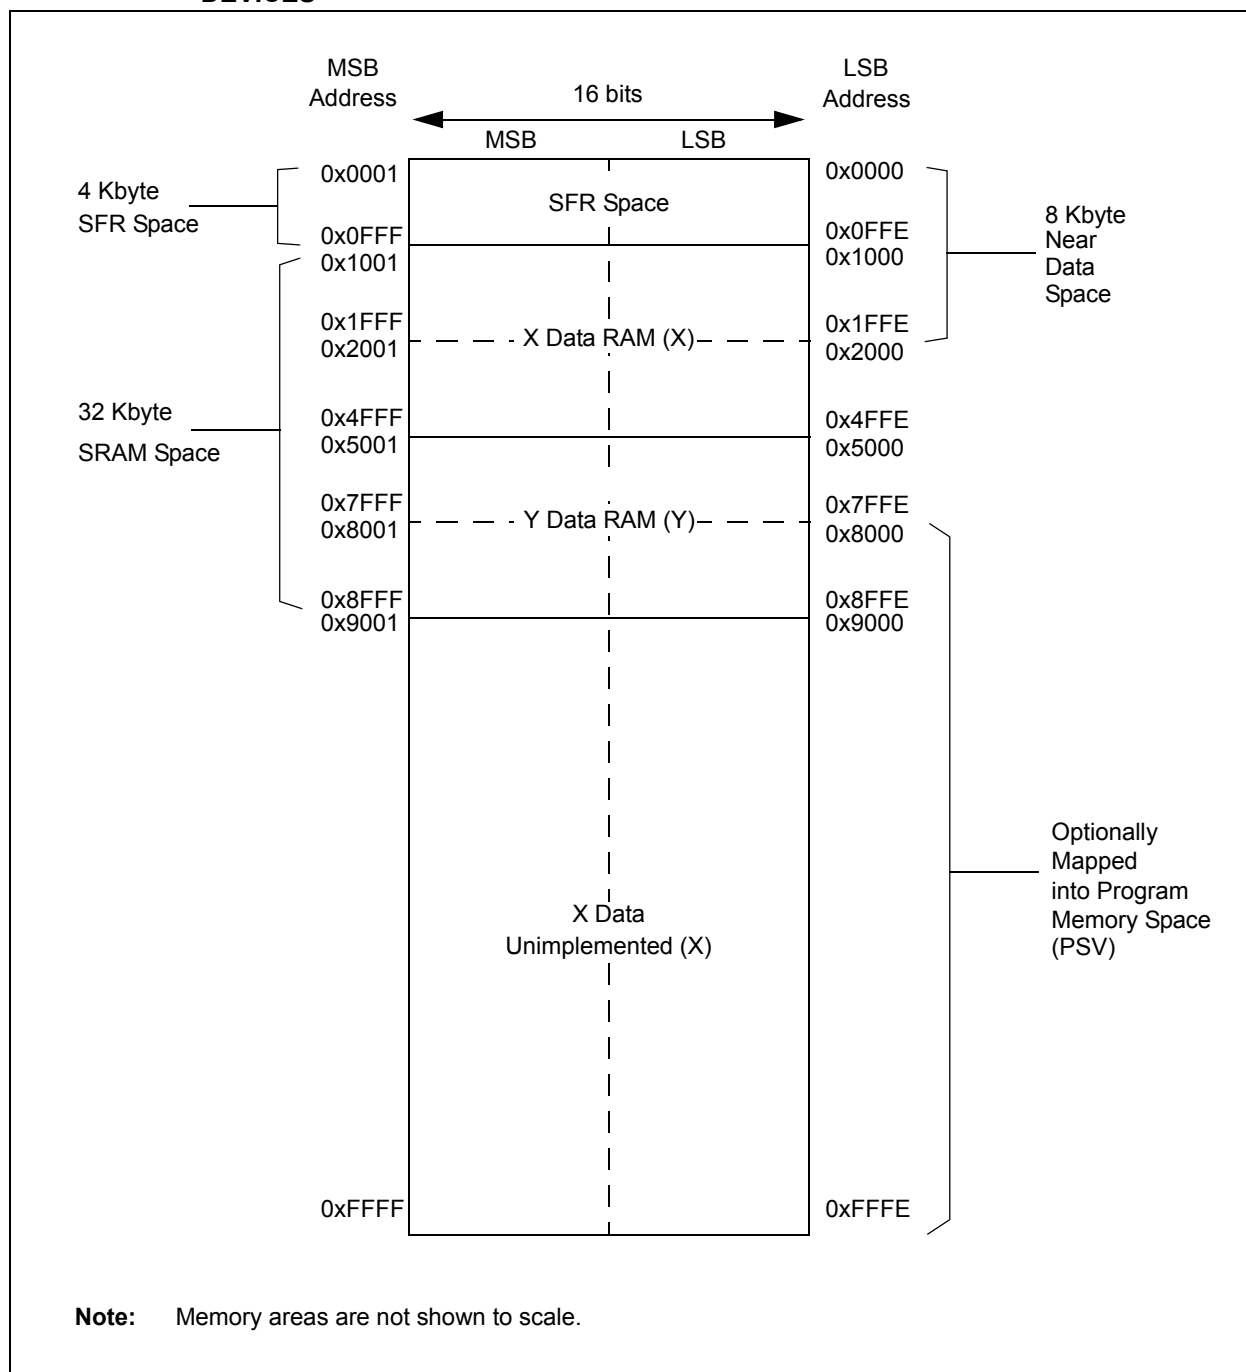 DEVICES
MSB
Address
LSB
Address
16 bits
MSB
LSB
0x0001
0x0000
4 Kbyte
SFR Space
SFR Space
8 Kbyte
Near
Data
Space
0x0FFF
0x0FFE
0x1001
0x1000
0x1FFF
0x1FFE
X Data RAM (X)
0x2001
0x2000
32 Kbyte
SRAM Space
0x4FFF
0x4FFE
0x5001
0x5000
0x7FFF
0x7FFE
Y Data RAM (Y)
0x8001
0x8000
0x8FFF
0x8FFE
0x9001
0x9000
Optionally
Mapped
into Program
Memory Space
(PSV)
X Data
Unimplemented (X)
0xFFFF
0xFFFE
Note: Memory areas are not shown to scale.